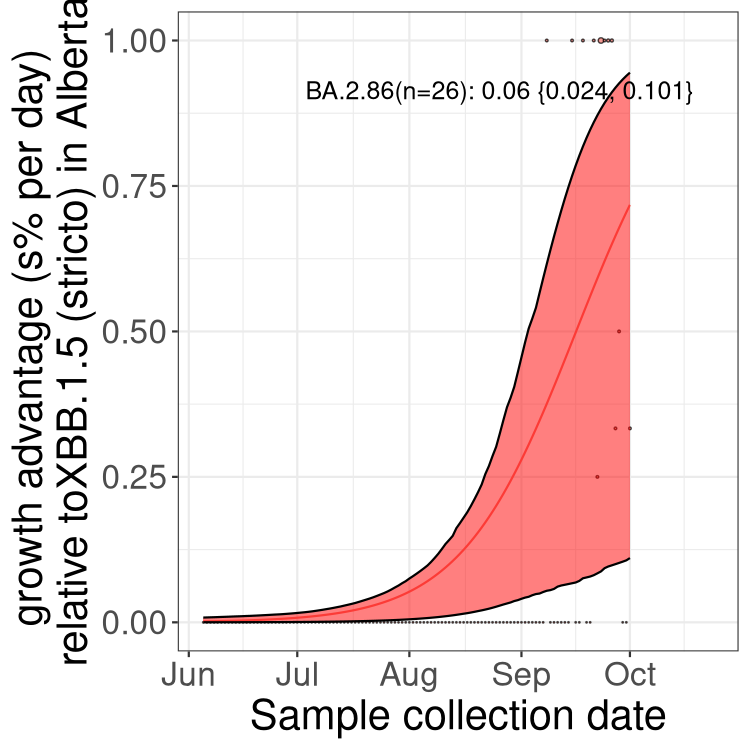 growth advantage (s% per day)
relative toXBB.1.5 (stricto) in Alberta
1.00
0.75
0.50
0.25
0.00
BA.2.86(n=26): 0.06 {0.024, 0.101}
Jun Jul Aug Sep Oct
Sample collection date